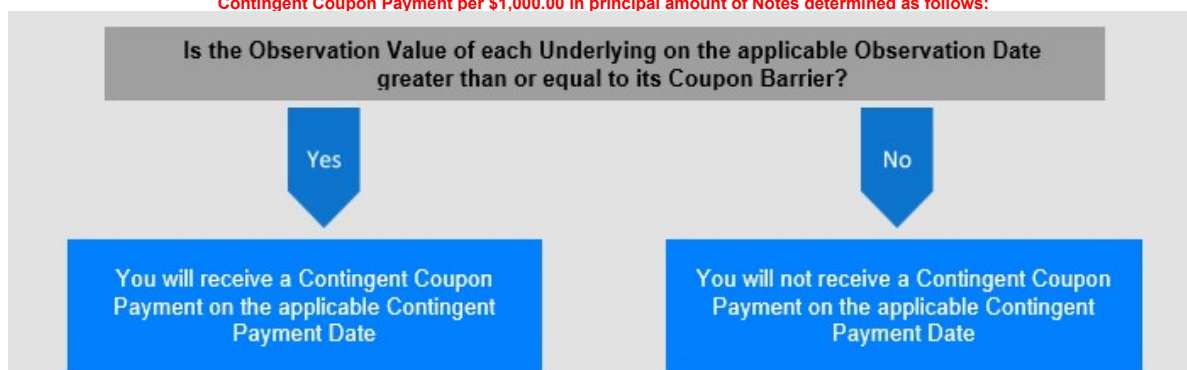 Contingent Coupon Payment per $1,000.00 in principal amount of Notes determined as follows:
Is the Observation Value of each Underlying on the applicable Observation Date
greater than or equal to its Coupon Barrier?
Yes
No
You will receive a Contingent Coupon
Payment on the applicable Contingent
Payment Date
You will not receive a Contingent Coupon
Payment on the applicable Contingent
Payment Date